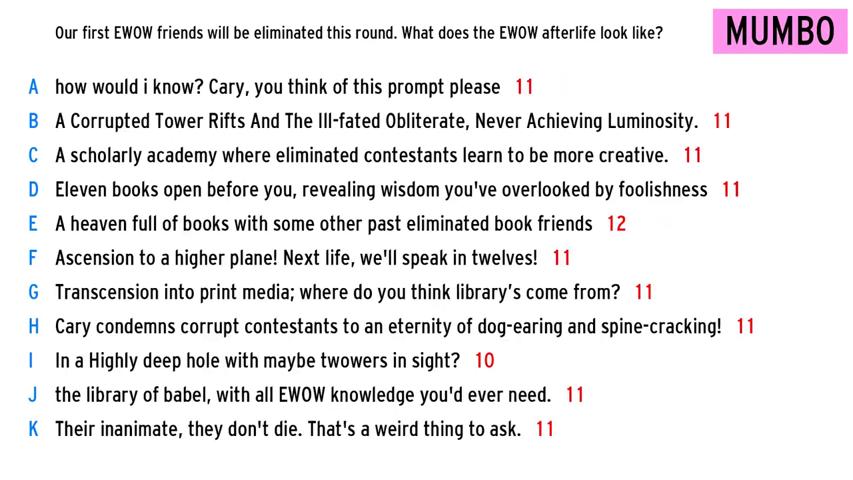 Our first EWOW friends will be eliminated this round. What does the EWOW afterlife look like?
MUMBO
A how would i know? Cary, you think of this prompt please 11
B A Corrupted Tower Rifts And The Ill-fated Obliterate, Never Achieving Luminosity. 11
C A scholarly academy where eliminated contestants learn to be more creative. 11
D Eleven books open before you, revealing wisdom you've overlooked by foolishness 11
E A heaven full of books with some other past eliminated book friends 12
F Ascension to a higher plane! Next life, we'll speak in twelves! 11
G Transcension into print media; where do you think library’s come from? 11
H Cary condemns corrupt contestants to an eternity of dog-earing and spine-cracking! 11
I In a Highly deep hole with maybe twowers in sight? 10
J the library of babel, with all EWOW knowledge you'd ever need. 11
K Their inanimate, they don't die. That's a weird thing to ask. 11